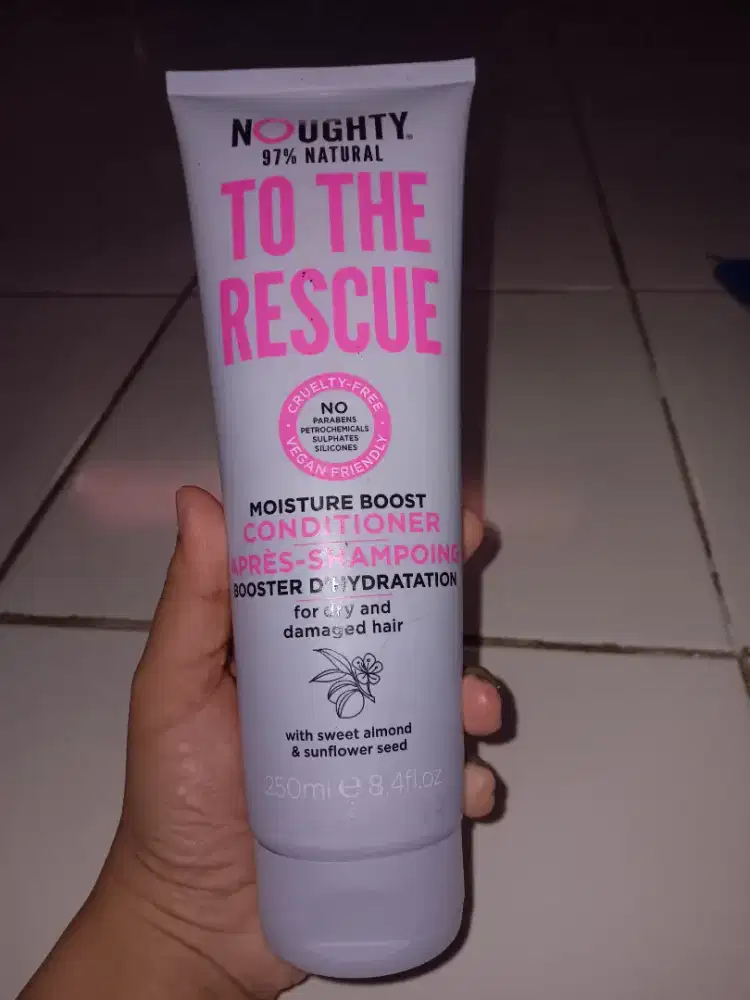 NOUGHTY®
97% NATURAL
TO THE
RESCUE
CRUELTY-FREE
NO
PARABENS
PETROCHEMICALS
SULPHATES
SILICONES
VEGAN FRIENDLY
MOISTURE BOOST
CONDITIONER
APRÈS-SHAMPOING
BOOSTER D'HYDRATATION
for dry and
damaged hair
with sweet almond
& sunflower seed
250ml e 8.4fl.oz